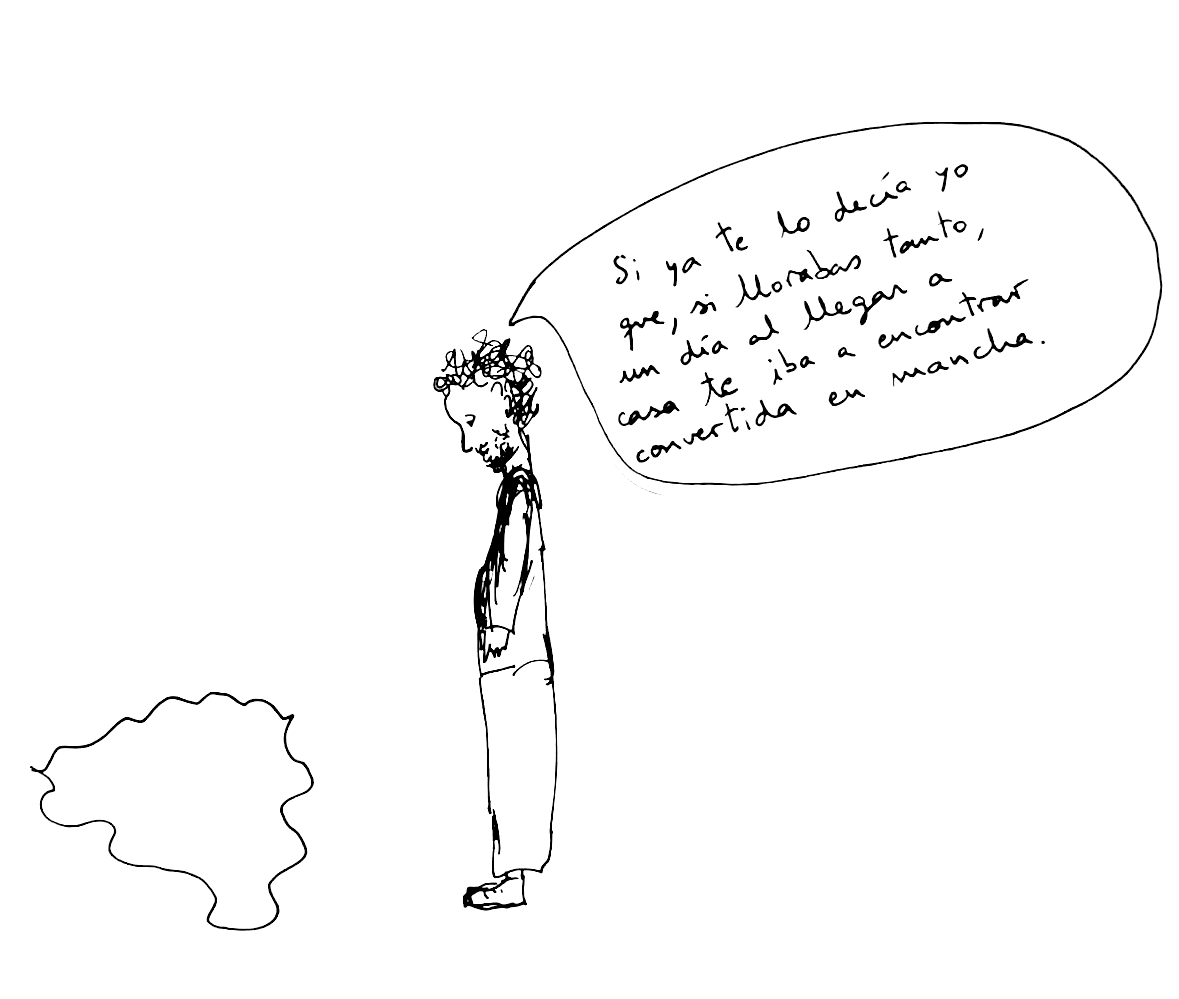 Si ya te lo decía yo
que, si llorabas tanto,
un día al llegar a
casa te iba a encontrar
convertida en mancha.